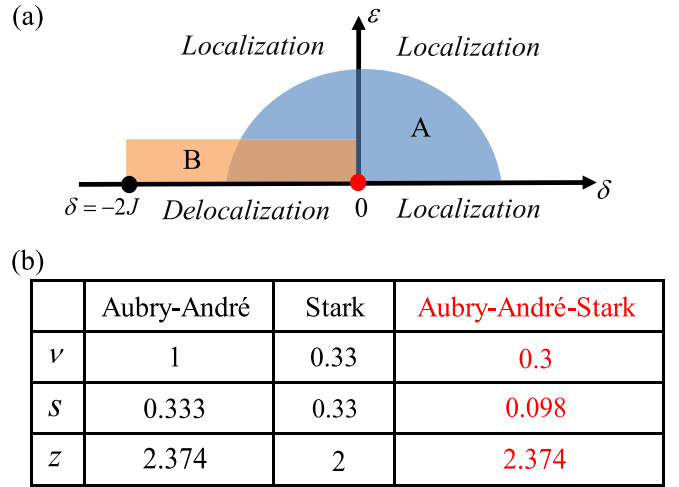 (a)
ε
Localization Localization
A
B
δ = −2J Delocalization 0 Localization δ
(b)
Aubry-André Stark Aubry-André-Stark
ν 1 0.33 0.3
s 0.333 0.33 0.098
z 2.374 2 2.374